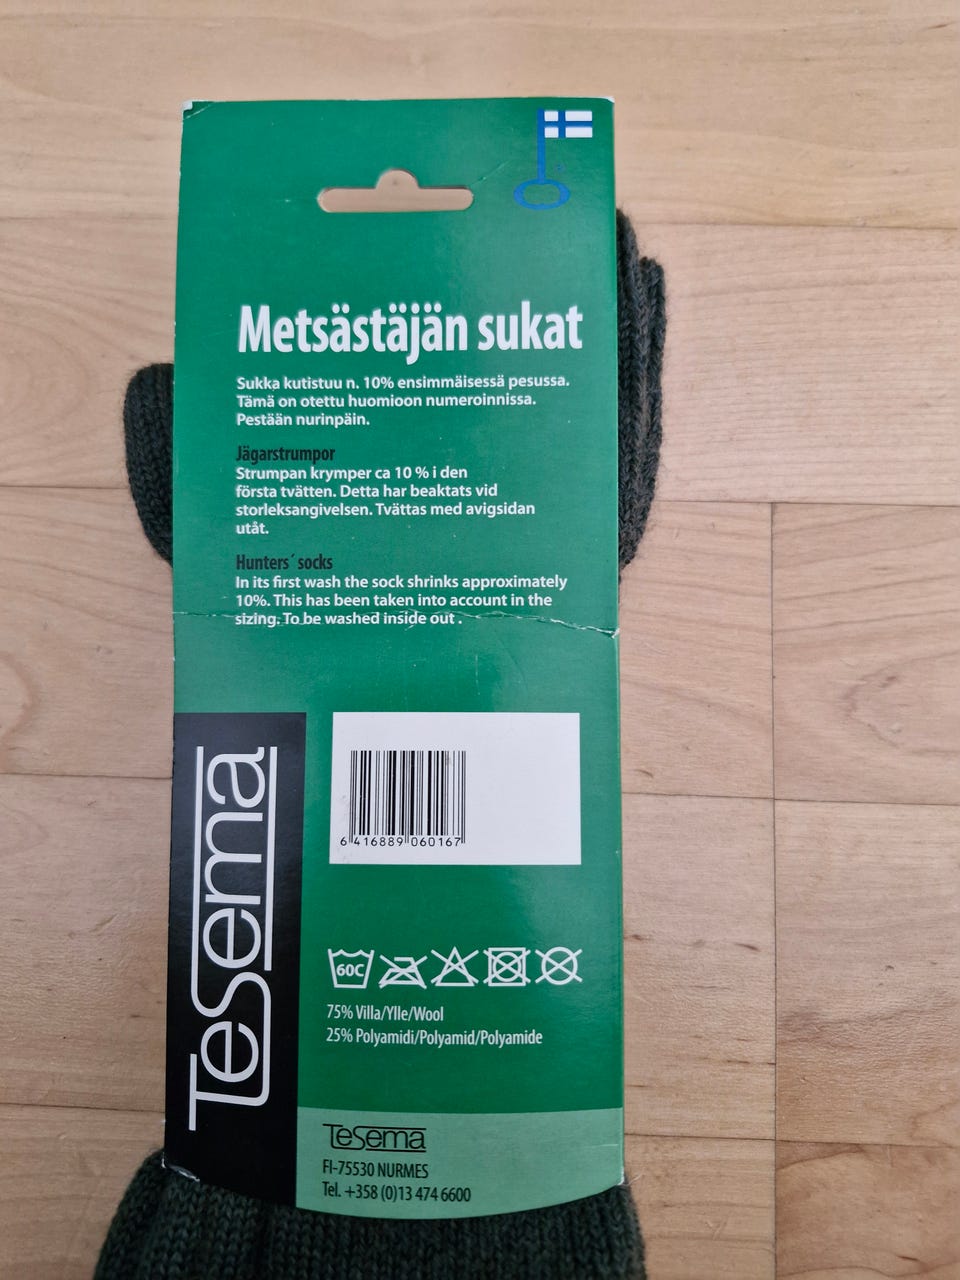 Metsästäjän sukat
Sukka kutistuu n. 10% ensimmäisessä pesussa.
Tämä on otettu huomioon numeroinnissa.
Pestään nurinpäin.
Jägarstrumpor
Strumpan krymper ca 10 % i den
första tvätten. Detta har beaktats vid
storleksangivelsen. Tvättas med avigsidan
utåt.
Hunters´ socks
In its first wash the sock shrinks approximately
10%. This has been taken into account in the
sizing. To be washed inside out .
Tesema
6 416889 060167
60C
75% Villa/Ylle/Wool
25% Polyamidi/Polyamid/Polyamide
Tesema
FI-75530 NURMES
Tel. +358 (0)13 474 6600